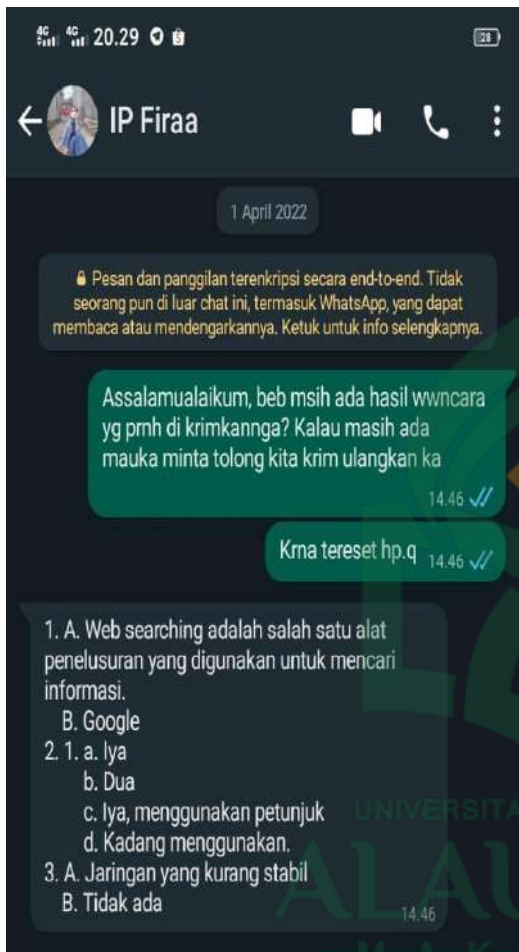 4G 4G 20.29 28
IP Firaa
1 April 2022
Pesan dan panggilan terenkripsi secara end-to-end. Tidak
seorang pun di luar chat ini, termasuk WhatsApp, yang dapat
membaca atau mendengarkannya. Ketuk untuk info selengkapnya.
Assalamualaikum, beb msih ada hasil wwncara
yg prnh di krimkannga? Kalau masih ada
mauka minta tolong kita krim ulangkan ka
14.46
Krna tereset hp.q 14.46
1. A. Web searching adalah salah satu alat
penelusuran yang digunakan untuk mencari
informasi.
B. Google
2. 1. a. Iya
b. Dua
c. Iya, menggunakan petunjuk
d. Kadang menggunakan.
3. A. Jaringan yang kurang stabil
B. Tidak ada
14.46
UNIVERSITA
ALAU